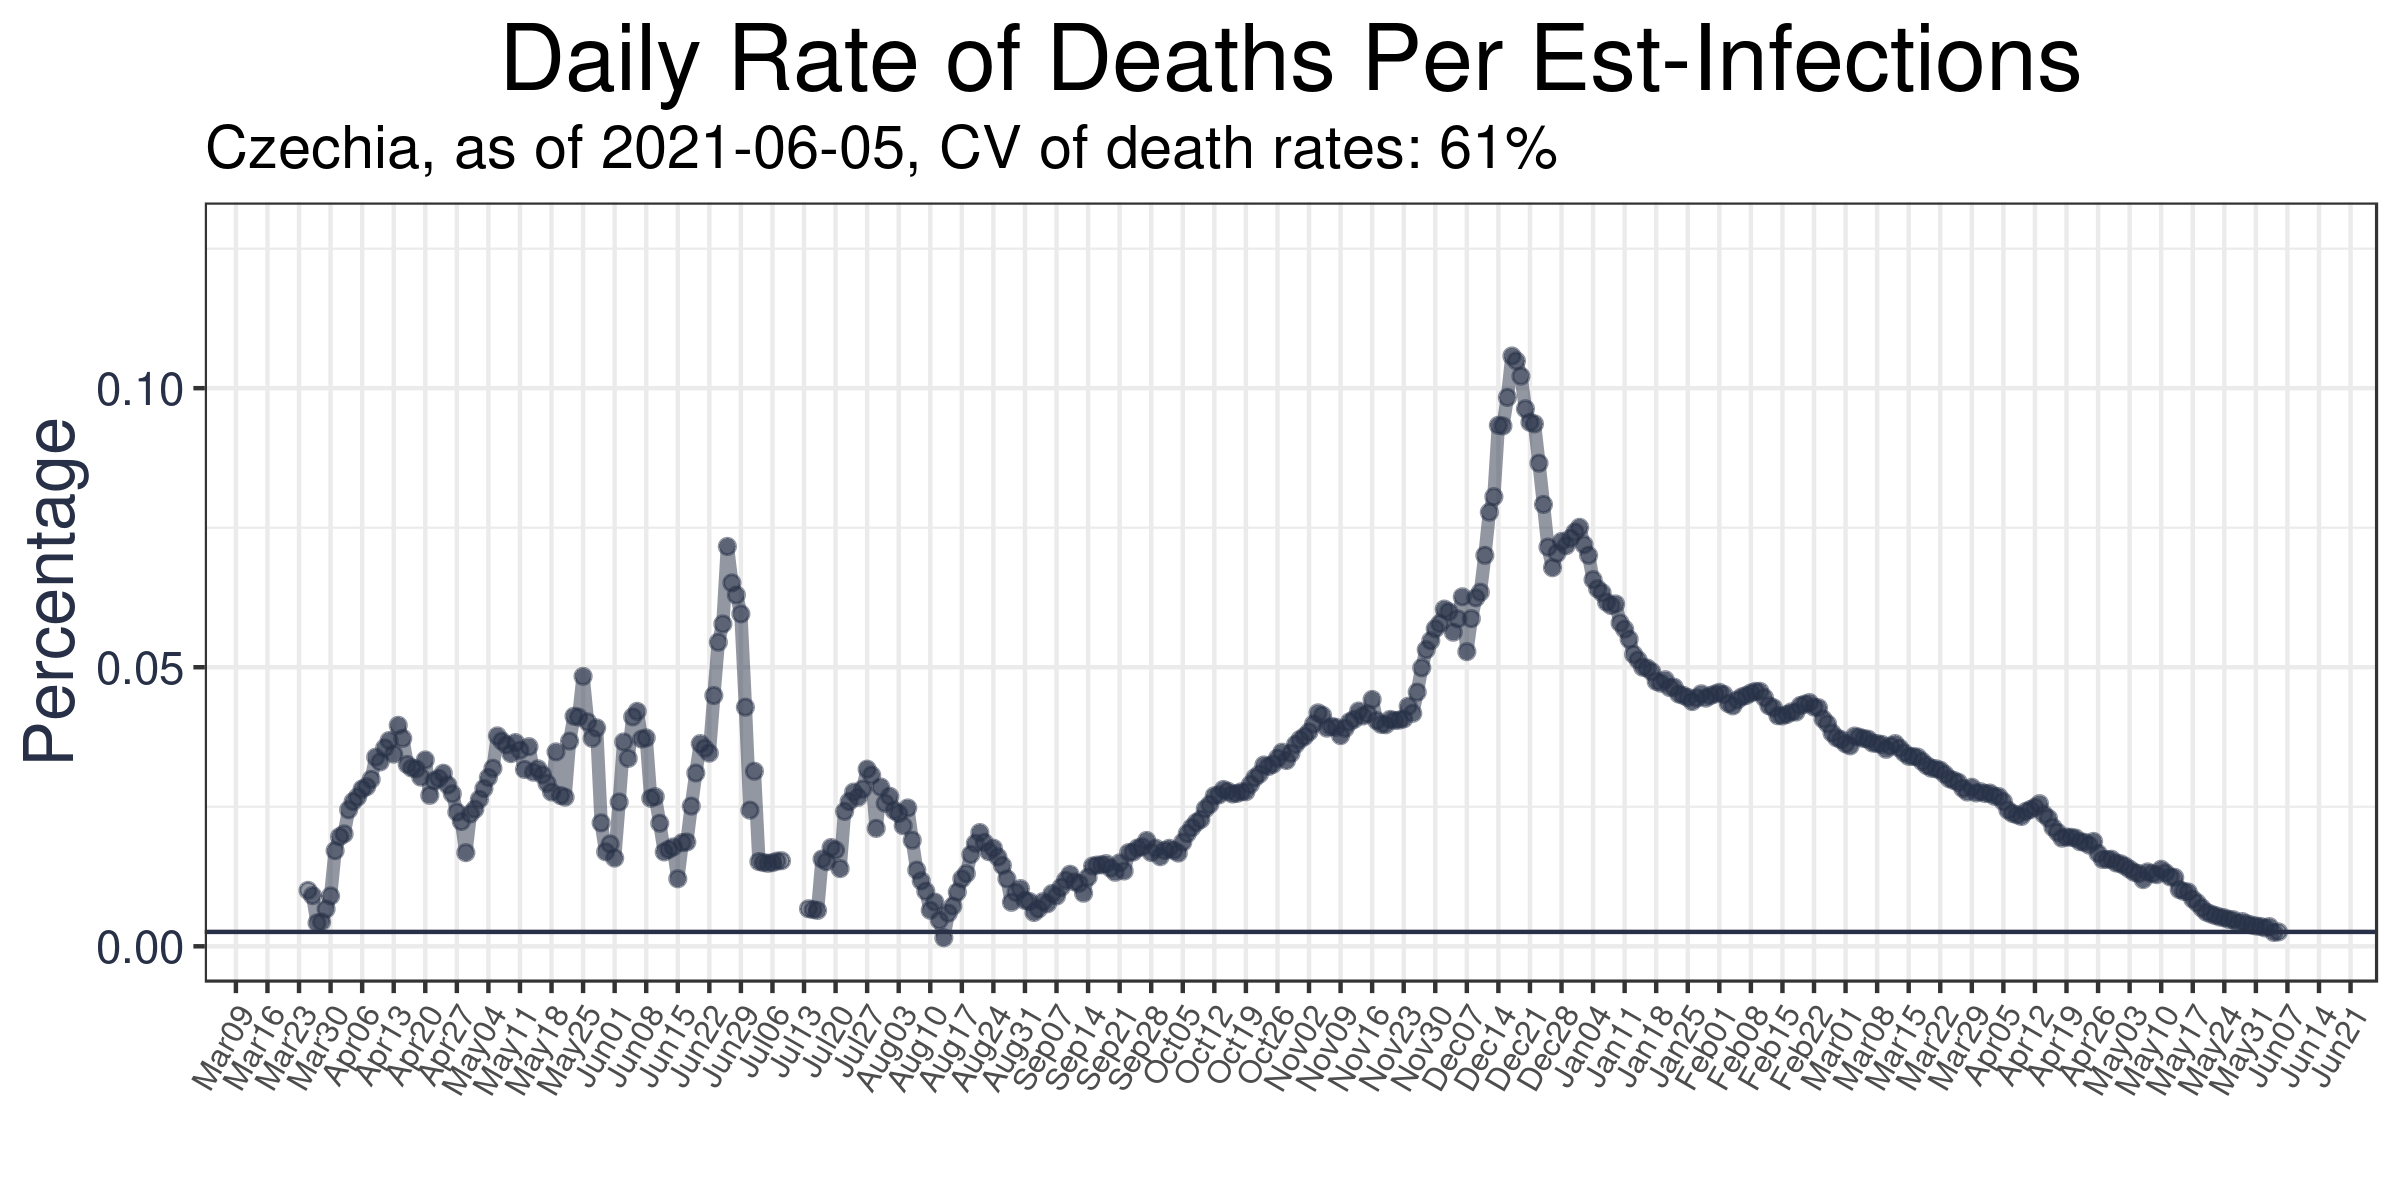 Daily Rate of Deaths Per Est-Infections
Czechia, as of 2021-06-05, CV of death rates: 61%
Percentage
0.10
0.05
0.00
Mar09
Mar16
Mar23
Mar30
Apr06
Apr13
Apr20
Apr27
May04
May11
May18
May25
Jun01
Jun08
Jun15
Jun22
Jun29
Jul06
Jul13
Jul20
Jul27
Aug03
Aug10
Aug17
Aug24
Aug31
Sep07
Sep14
Sep21
Sep28
Oct05
Oct12
Oct19
Oct26
Nov02
Nov09
Nov16
Nov23
Nov30
Dec07
Dec14
Dec21
Dec28
Jan04
Jan11
Jan18
Jan25
Feb01
Feb08
Feb15
Feb22
Mar01
Mar08
Mar15
Mar22
Mar29
Apr05
Apr12
Apr19
Apr26
May03
May10
May17
May24
May31
Jun07
Jun14
Jun21